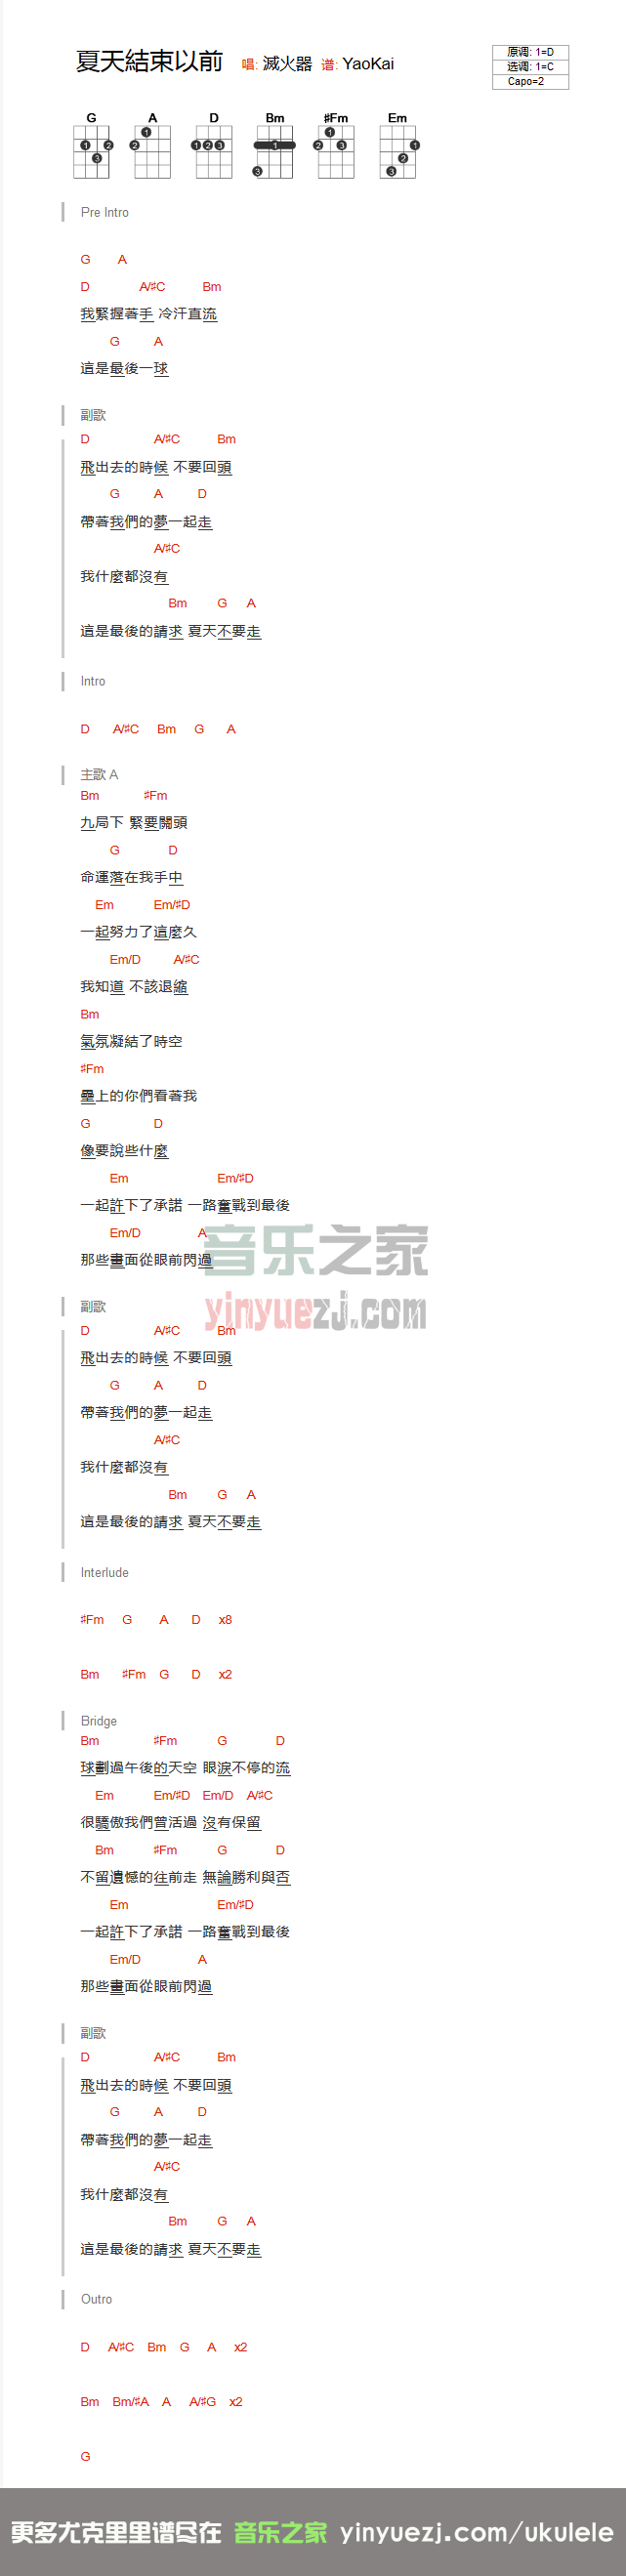 夏天結束以前 唱: 滅火器 谱: YaoKai
原调: 1=D
选调: 1=C
Capo=2
G A D Bm #Fm Em
Pre Intro
G A
D A/♯C Bm
我緊握著手 冷汗直流
G A
這是最後一球
副歌
D A/♯C Bm
飛出去的時候 不要回頭
G A D
帶著我們的夢一起走
A/♯C
我什麼都沒有
Bm G A
這是最後的請求 夏天不要走
Intro
D A/♯C Bm G A
主歌 A
Bm ♯Fm
九局下 緊要關頭
G D
命運落在我手中
Em Em/♯D
一起努力了這麼久
Em/D A/♯C
我知道 不該退縮
Bm
氣氛凝結了時空
♯Fm
壘上的你們看著我
G D
像要說些什麼
Em Em/♯D
一起許下了承諾 一路奮戰到最後
Em/D A
那些畫面從眼前閃過
音乐之家
yinyuezj.com
副歌
D A/♯C Bm
飛出去的時候 不要回頭
G A D
帶著我們的夢一起走
A/♯C
我什麼都沒有
Bm G A
這是最後的請求 夏天不要走
Interlude
♯Fm G A D x8
Bm ♯Fm G D x2
Bridge
Bm ♯Fm G D
球劃過午後的天空 眼淚不停的流
Em Em/♯D Em/D A/♯C
很驕傲我們曾活過 沒有保留
Bm ♯Fm G D
不留遺憾的往前走 無論勝利與否
Em Em/♯D
一起許下了承諾 一路奮戰到最後
Em/D A
那些畫面從眼前閃過
副歌
D A/♯C Bm
飛出去的時候 不要回頭
G A D
帶著我們的夢一起走
A/♯C
我什麼都沒有
Bm G A
這是最後的請求 夏天不要走
Outro
D A/♯C Bm G A x2
Bm Bm/♯A A A/♯G x2
G
更多尤克里里谱尽在 音乐之家 yinyuezj.com/ukulele